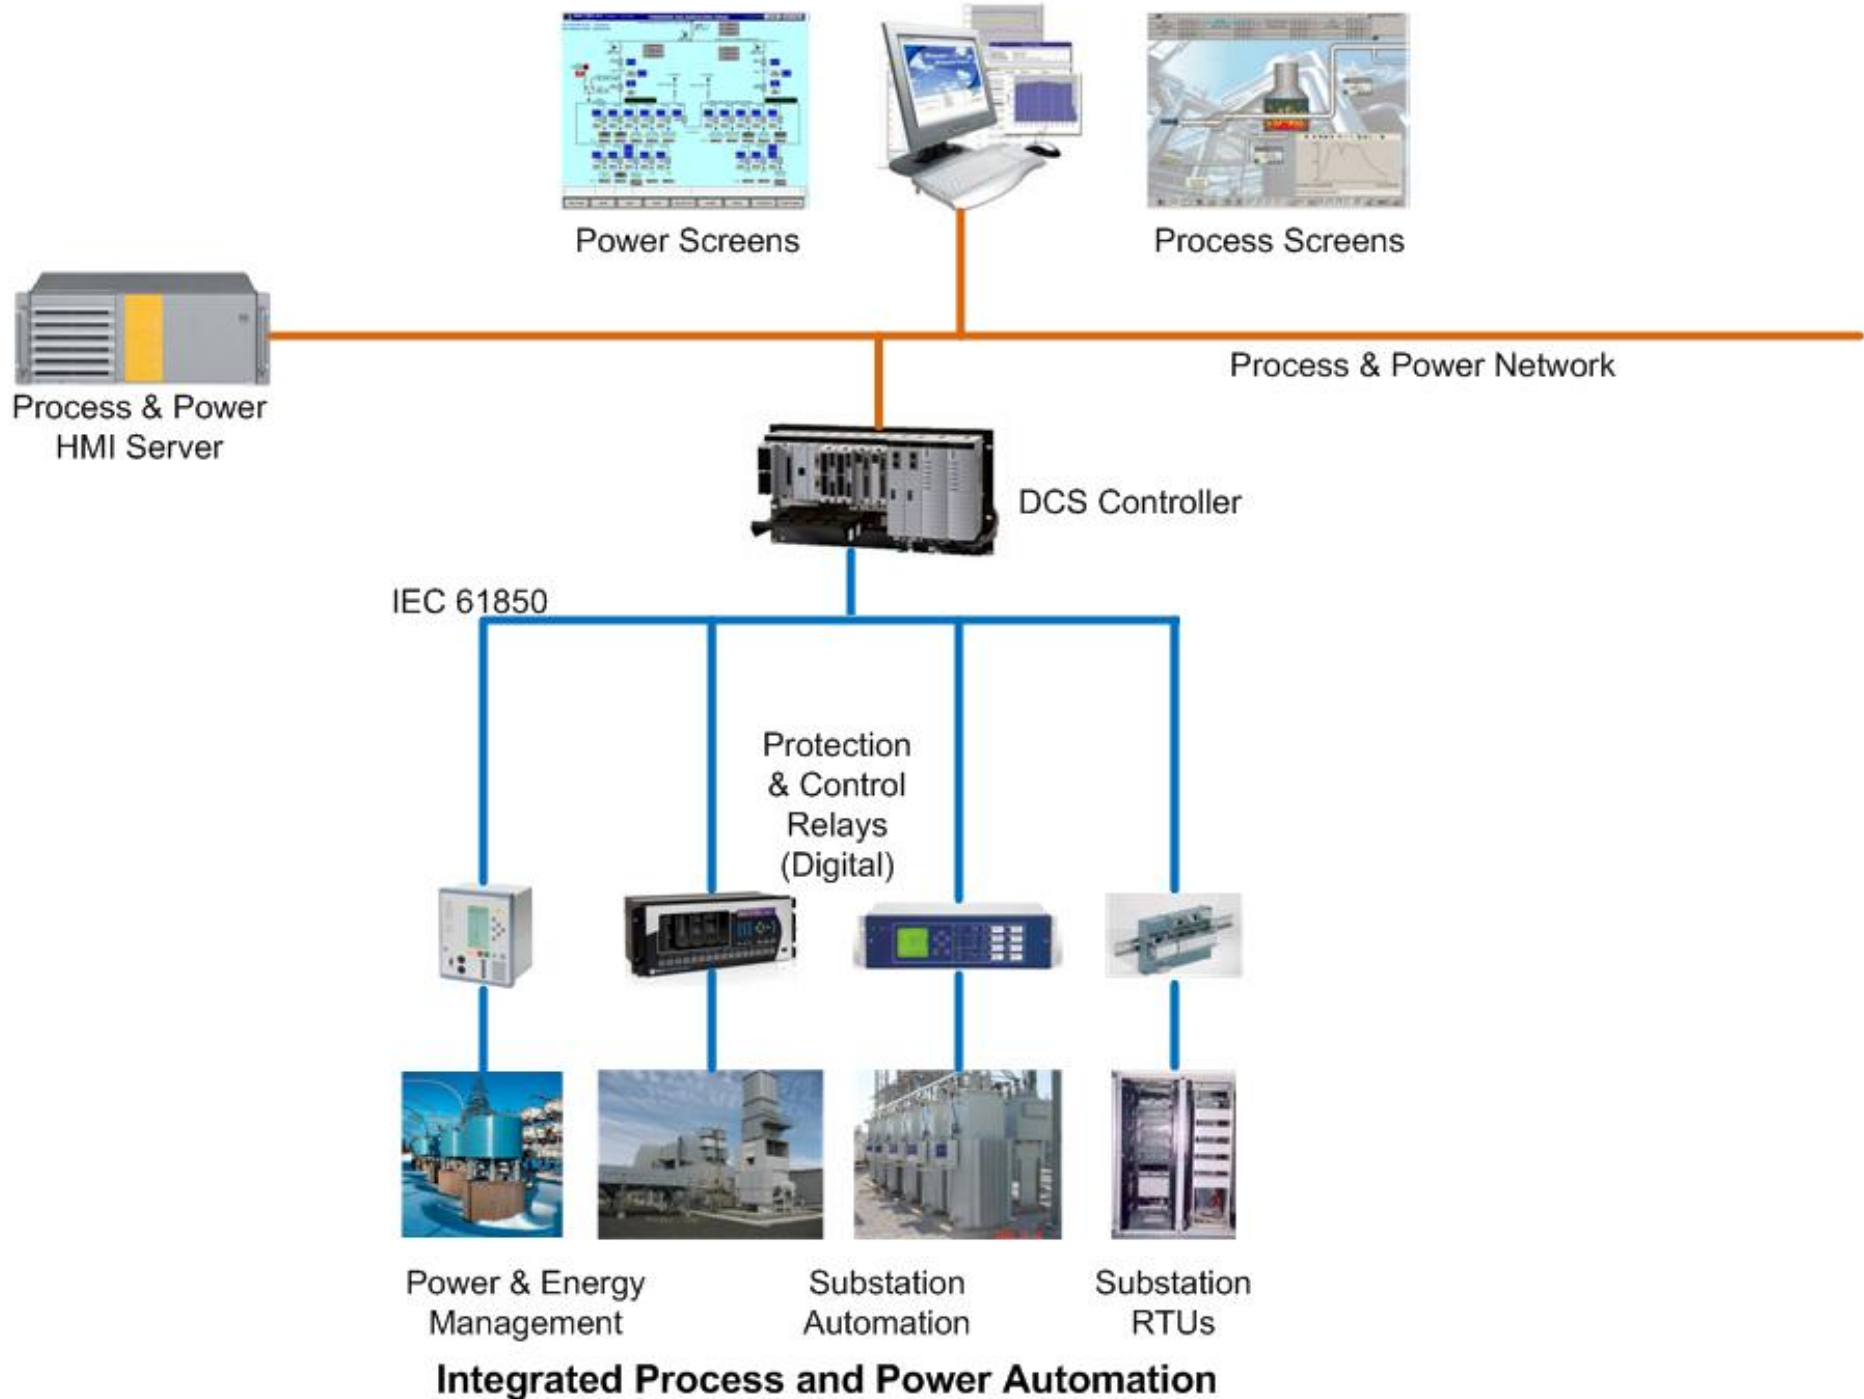 Power Screens
Process Screens
Process & Power Network
Process & Power
HMI Server
DCS Controller
IEC 61850
Protection
& Control
Relays
(Digital)
Power & Energy
Management
Substation
Automation
Substation
RTUs
Integrated Process and Power Automation